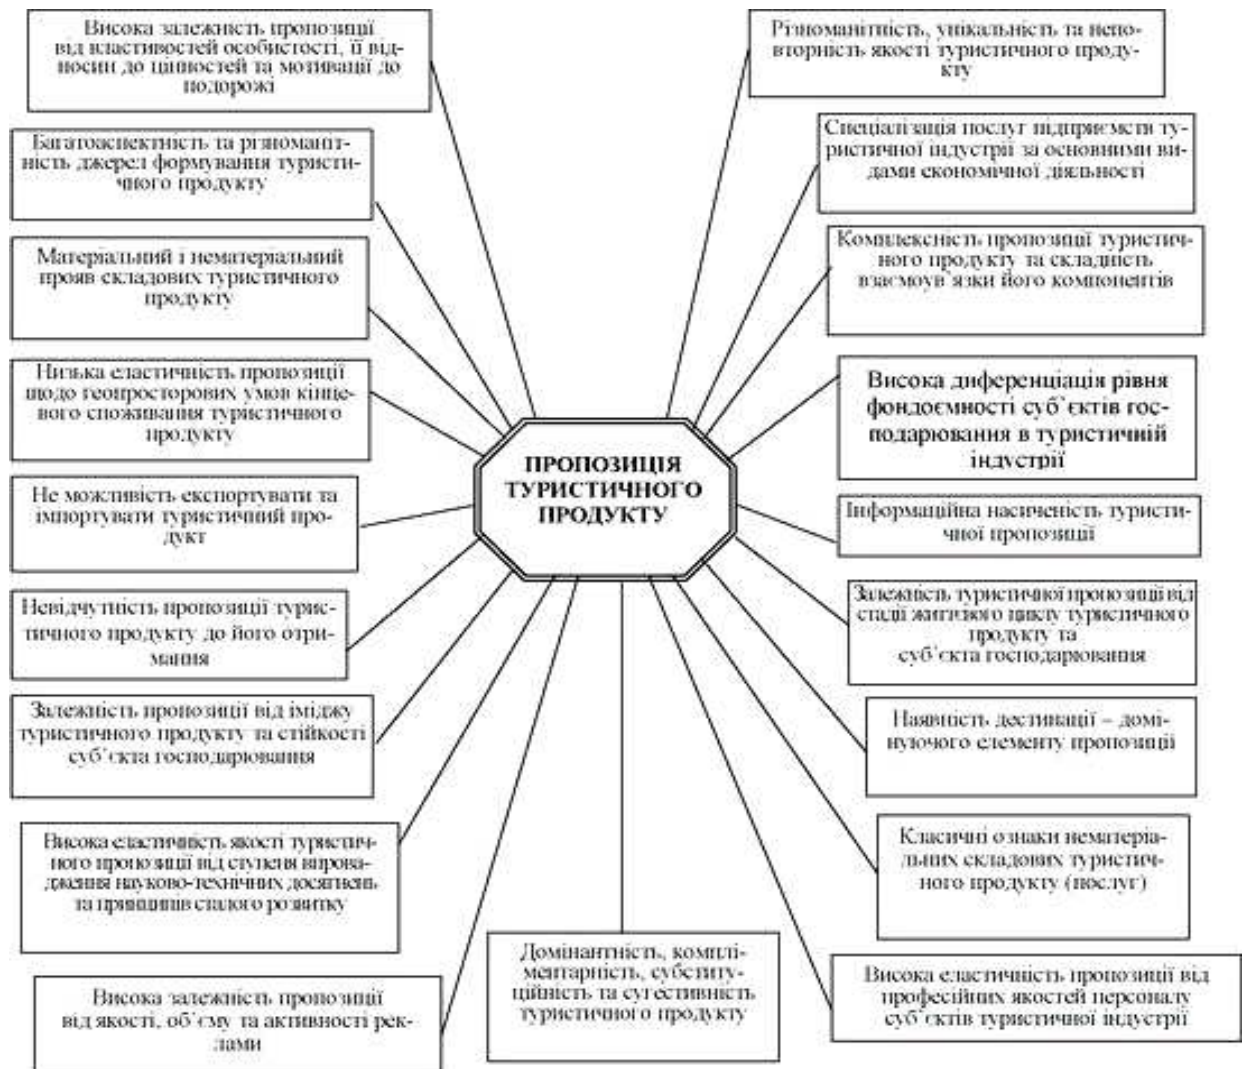 Висока залежність пропозиції
від властивостей особистості, її від-
носин до цінностей та мотивації до
подорожі
Багатоаспектність та різноманіт-
ність джерел формування туристи-
чного продукту
Матеріальний і нематеріальний
прояв складових туристичного
продукту
Низька еластичність пропозиції
щодо геопросторових умов кінце-
вого споживання туристичного
продукту
Не можливість експортувати та
імпортувати туристичний про-
дукт
Невідчутність пропозиції турис-
тичного продукту до його отри-
мання
Залежність пропозиції від іміджу
туристичного продукту та стійкості
суб`єкта господарювання
Висока еластичність якості туристич-
ного пропозиції від ступеня впрова-
дження науково-технічних досягнень
та принципів сталого розвитку
Висока залежність пропозиції
від якості, об`єму та активності рек-
лами
ПРОПОЗИЦІЯ
ТУРИСТИЧНОГО
ПРОДУКТУ
Домінантність, комплі-
ментарність, субституу-
ційність та сугестивність
туристичного продукту
Різноманітність, унікальність та непо-
вторність якості туристичного проду-
кту
Спеціалізація послуг підприємств ту-
ристичної індустрії за основними ви-
дами економічної діяльності
Комплексність пропозиції туристич-
ного продукту та складність
взаємоув`язки його компонентів
Висока диференціація рівня
фондоємності суб`єктів гос-
подарювання в туристичній
індустрії
Інформаційна насиченість туристи-
чної пропозиції
Залежність туристичної пропозиції від
стадії життєвого циклу туристичного
продукту та
суб`єкта господарювання
Наявність дестинації – домі-
нуючого елементу пропозиції
Класичні ознаки нематеріа-
льних складових туристич-
ного продукту (послуг)
Висока еластичність пропозиції від
професійних якостей персоналу
суб`єктів туристичної індустрії